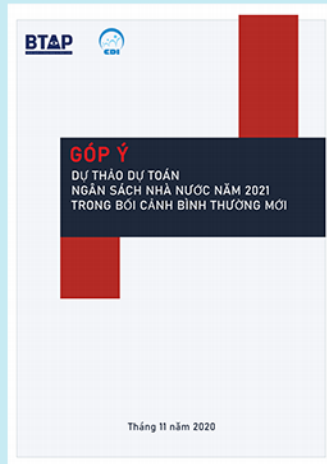 BTAP
CDI
GÓP Ý
DỰ THẢO DỰ TOÁN
NGÂN SÁCH NHÀ NƯỚC NĂM 2021
TRONG BỐI CẢNH BÌNH THƯỜNG MỚI
Tháng 11 năm 2020